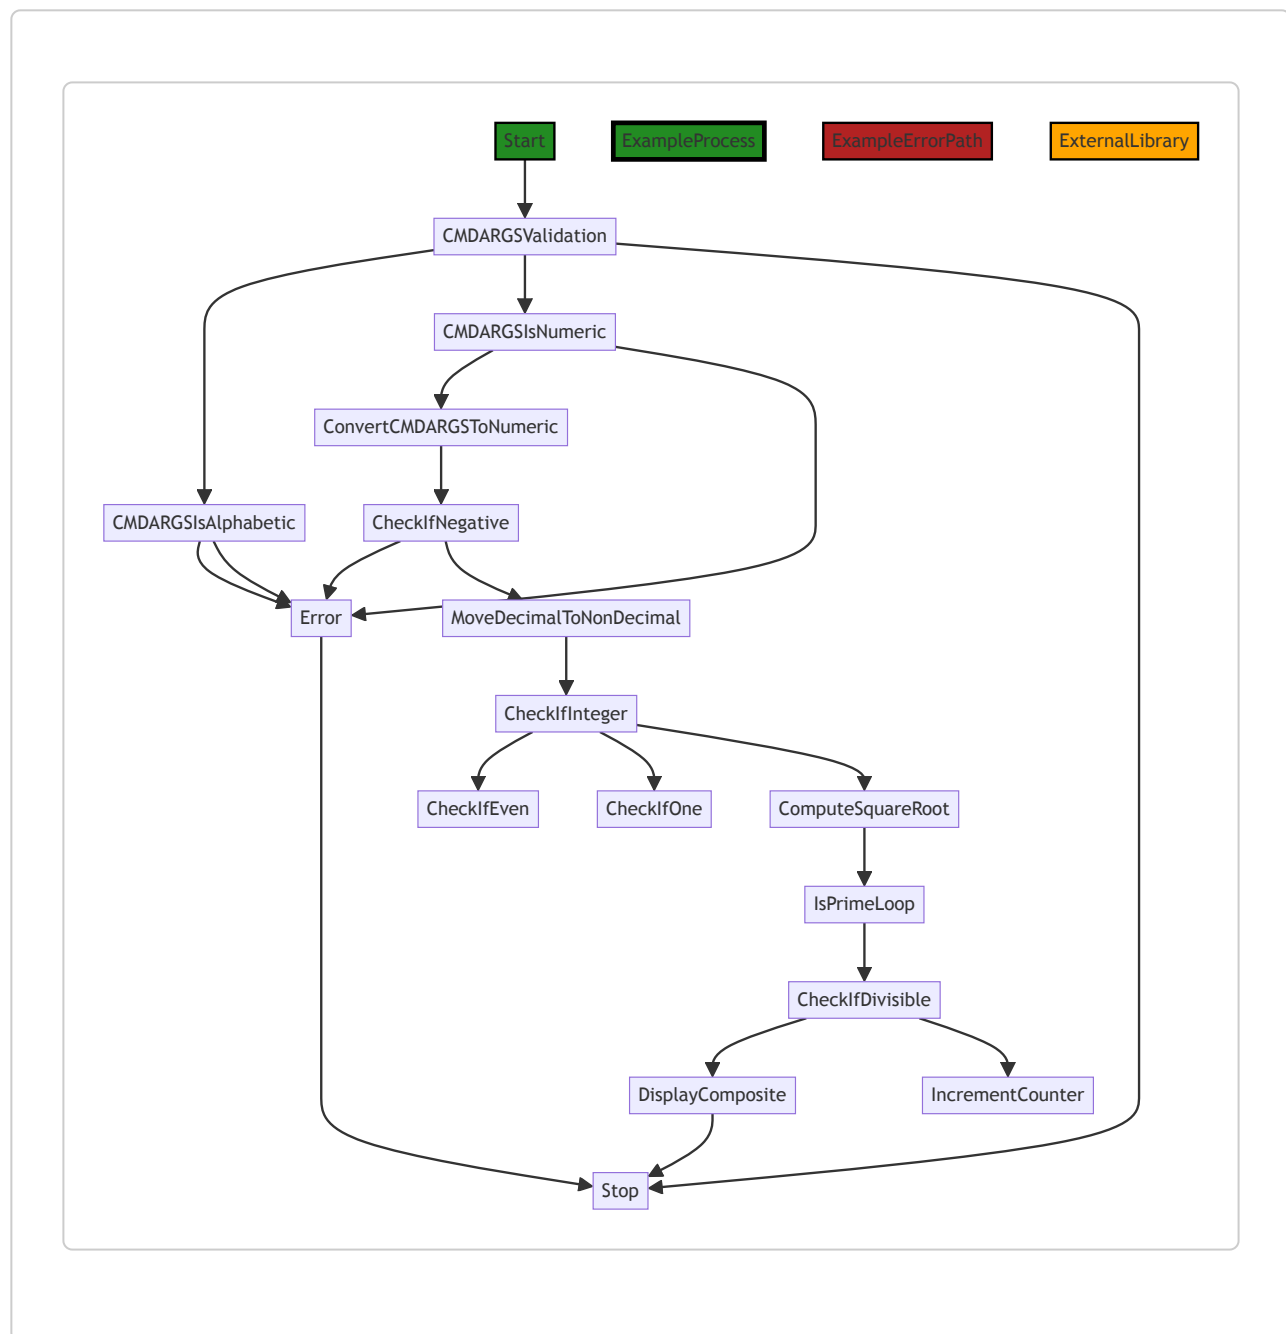 Start
ExampleProcess
ExampleErrorPath
ExternalLibrary
CMDARGSValidation
CMDARGSIsNumeric
ConvertCMDARGSToNumeric
CMDARGSIsAlphabetic
CheckIfNegative
Error
MoveDecimalToNonDecimal
CheckIfInteger
CheckIfEven
CheckIfOne
ComputeSquareRoot
IsPrimeLoop
CheckIfDivisible
DisplayComposite
IncrementCounter
Stop